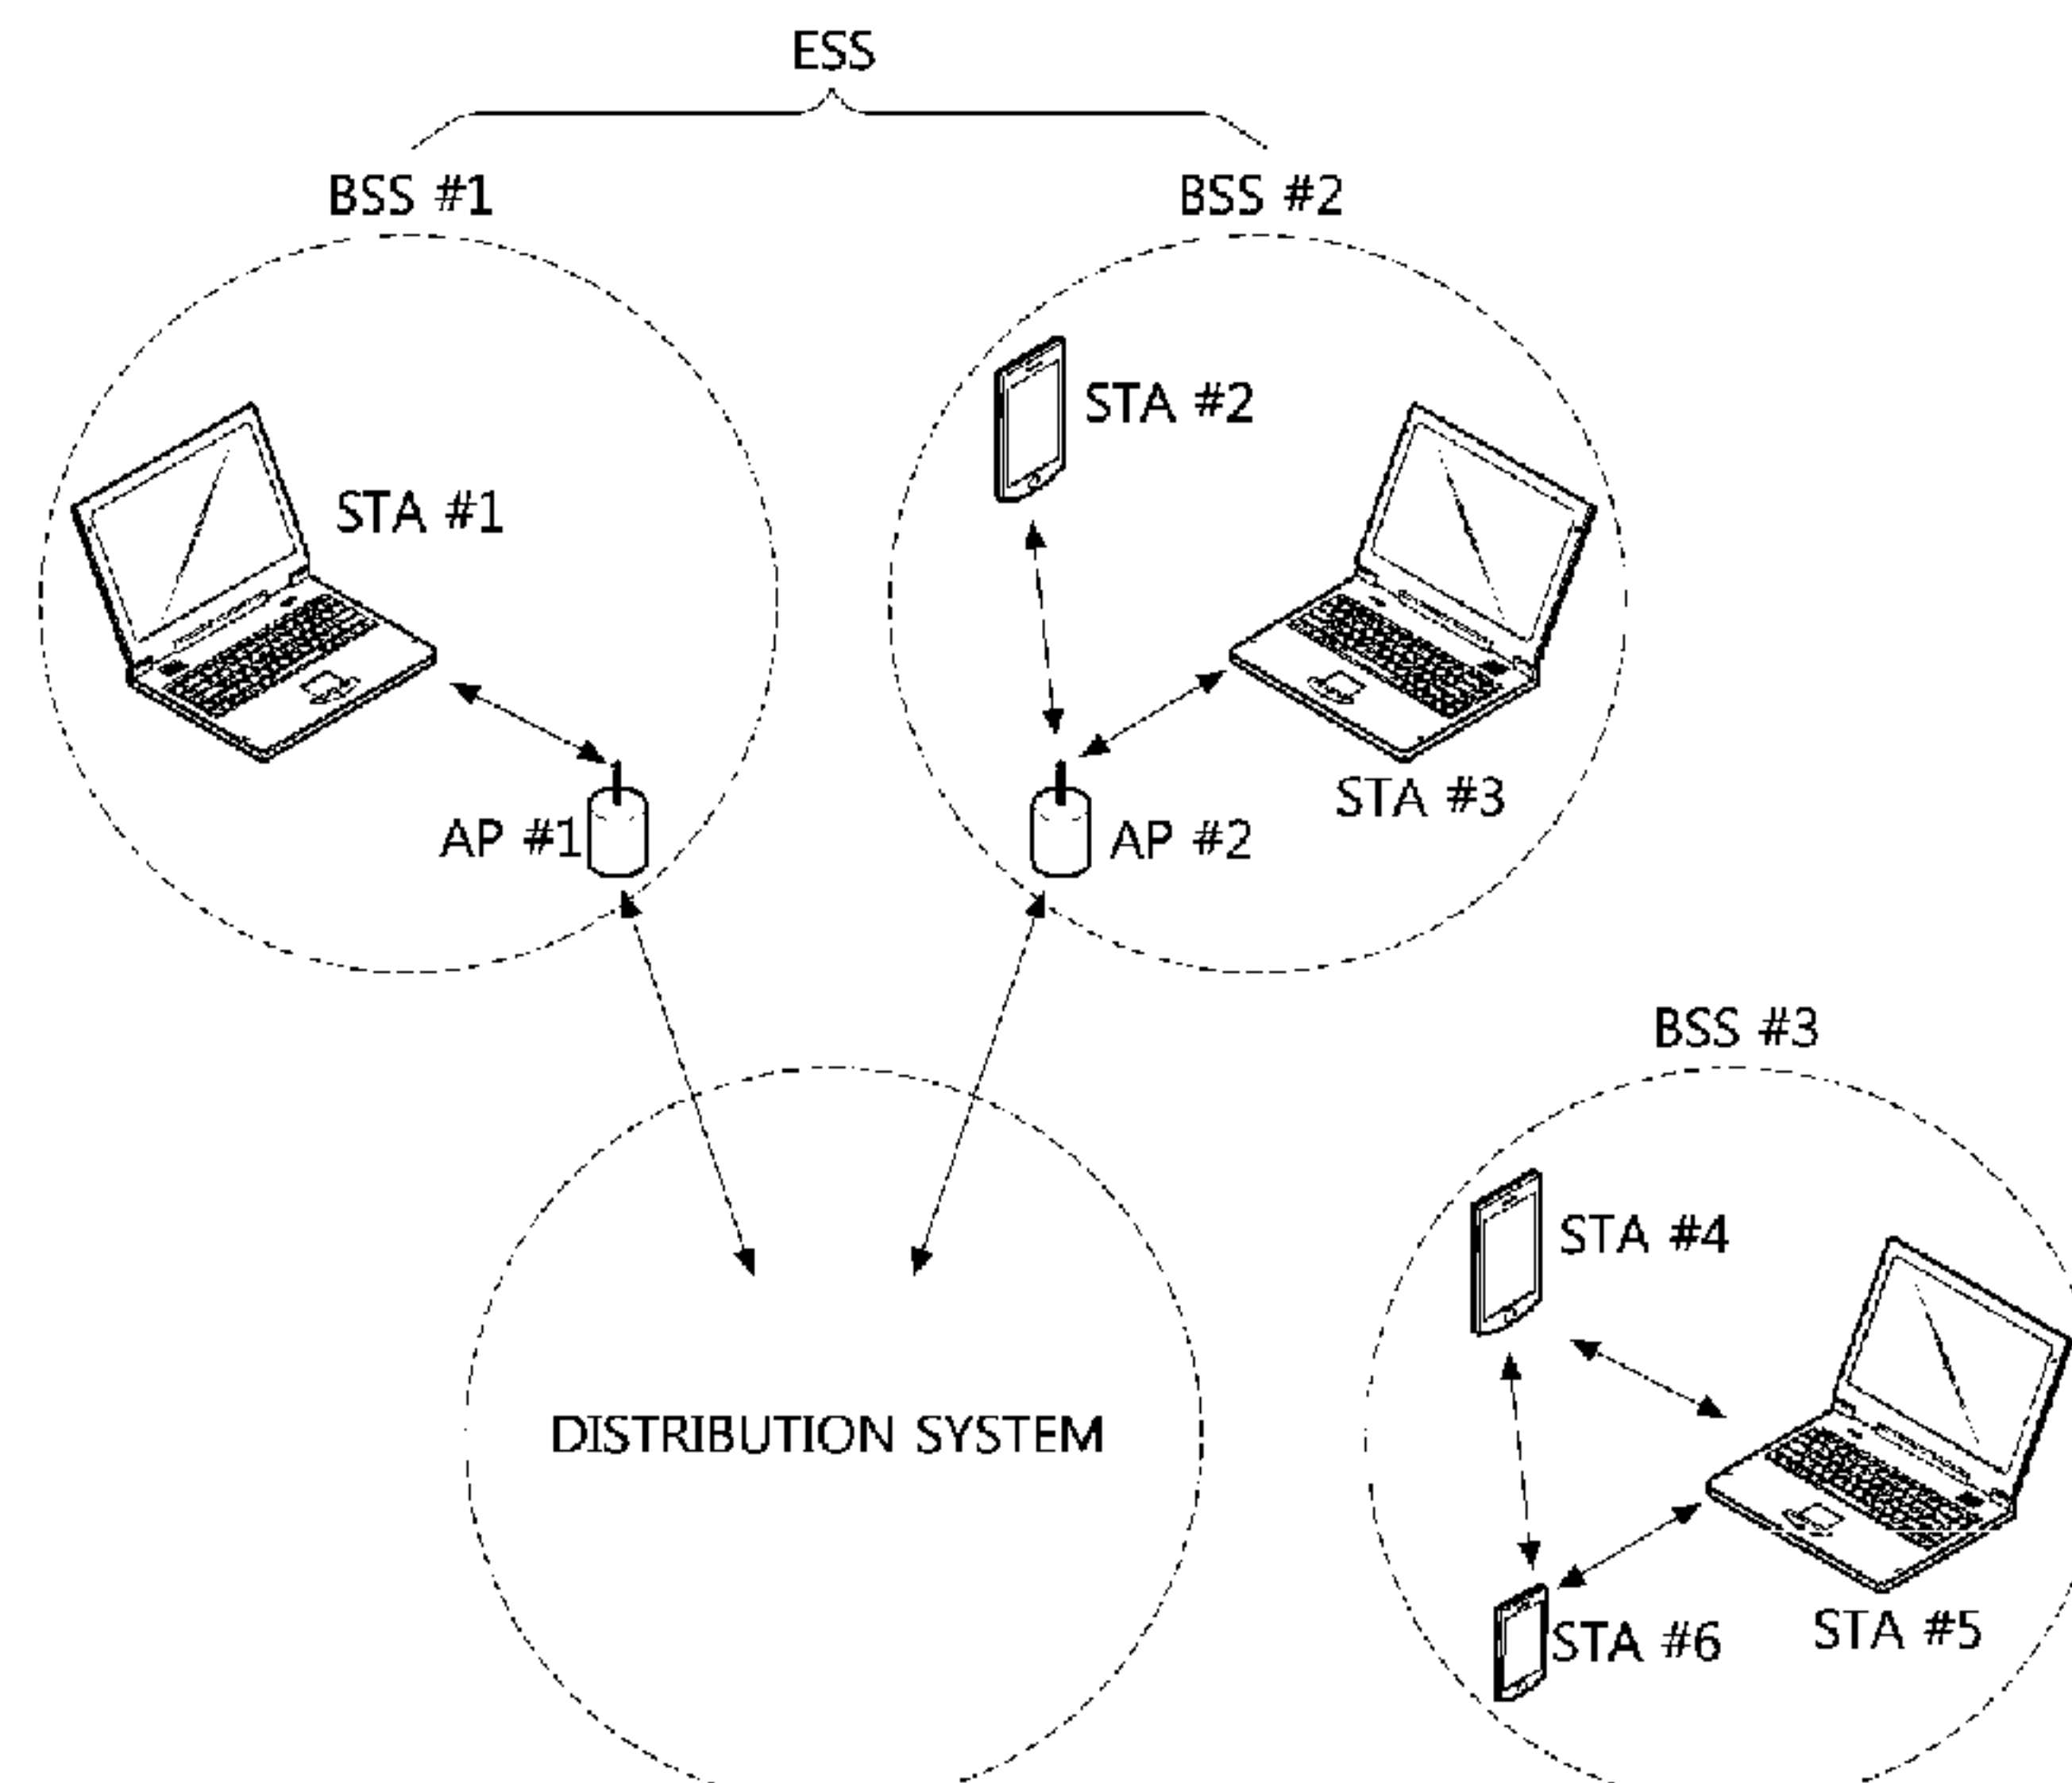 ESS
BSS #1
BSS #2
STA #1
STA #2
STA #3
AP #1
AP #2
BSS #3
STA #4
DISTRIBUTION SYSTEM
STA #6
STA #5